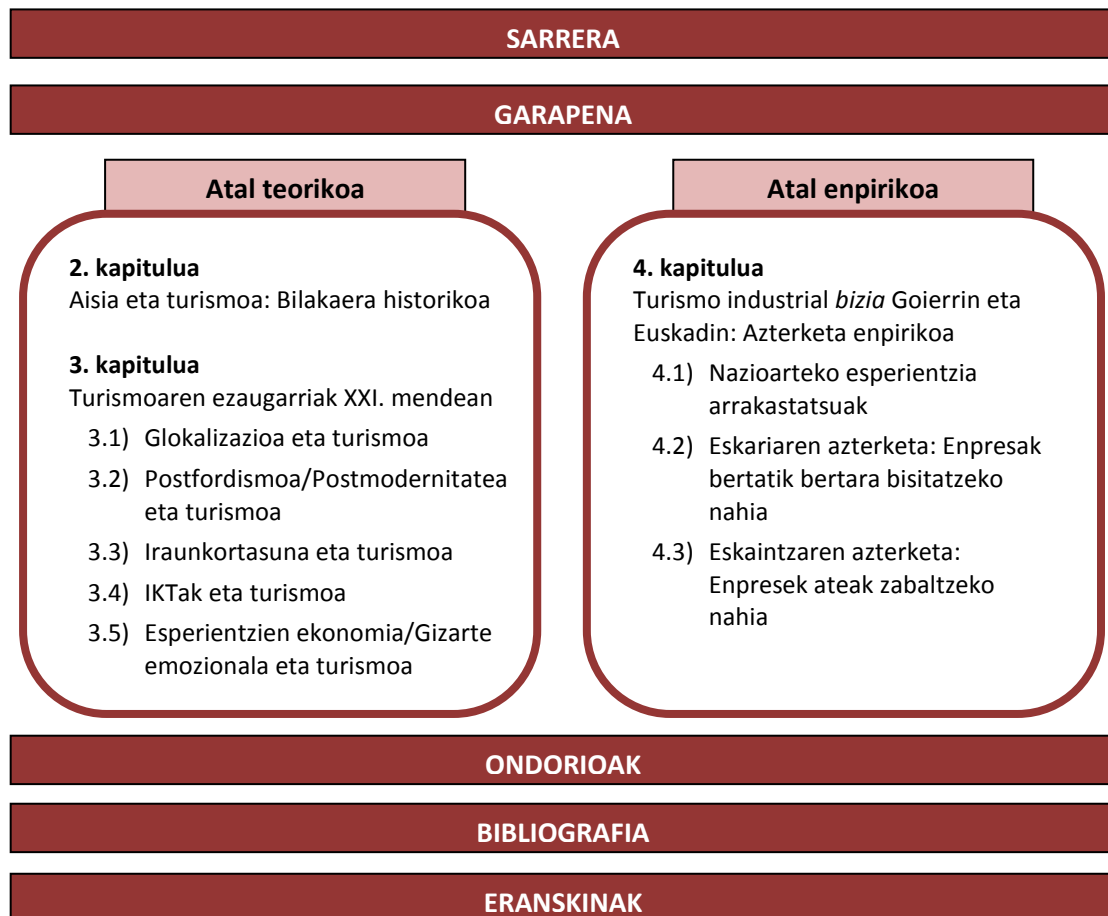 SARRERA
GARAPENA
Atal teorikoa
2. kapitulua
Aisia eta turismoa: Bilakaera historikoa
3. kapitulua
Turismoaren ezaugarriak XXI. mendean
3.1) Glokalizazioa eta turismoa
3.2) Postfordismoa/Postmodernitatea
eta turismoa
3.3) Iraunkortasuna eta turismoa
3.4) IKTak eta turismoa
3.5) Esperientzien ekonomia/Gizarte
emozionala eta turismoa
Atal enpirikoa
4. kapitulua
Turismo industrial bizia Goierrin eta
Euskadin: Azterketa enpirikoa
4.1) Nazioarteko esperientzia
arrakastatsuak
4.2) Eskariaren azterketa: Enpresak
bertatik bertara bisitatzeko
nahia
4.3) Eskaintzaren azterketa:
Enpresek ateak zabaltzeko
nahia
ONDORIOAK
BIBLIOGRAFIA
ERANSKINAK